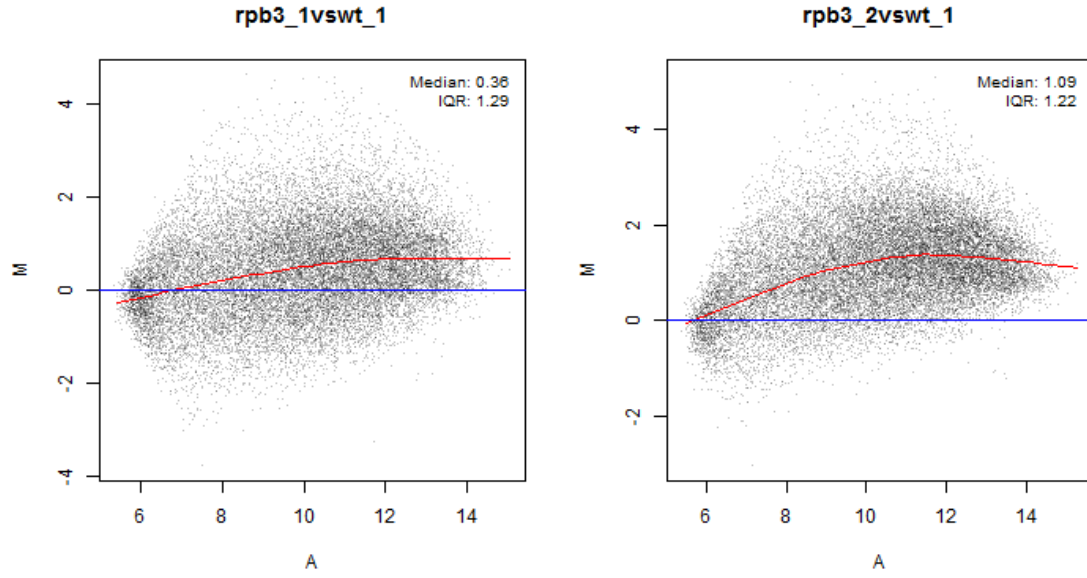 rpb3_1vswt_1
Median: 0.36
IQR: 1.29
4
2
0
-2
-4
M
6 8 10 12 14
A
rpb3_2vswt_1
Median: 1.09
IQR: 1.22
4
2
0
-2
M
6 8 10 12 14
A